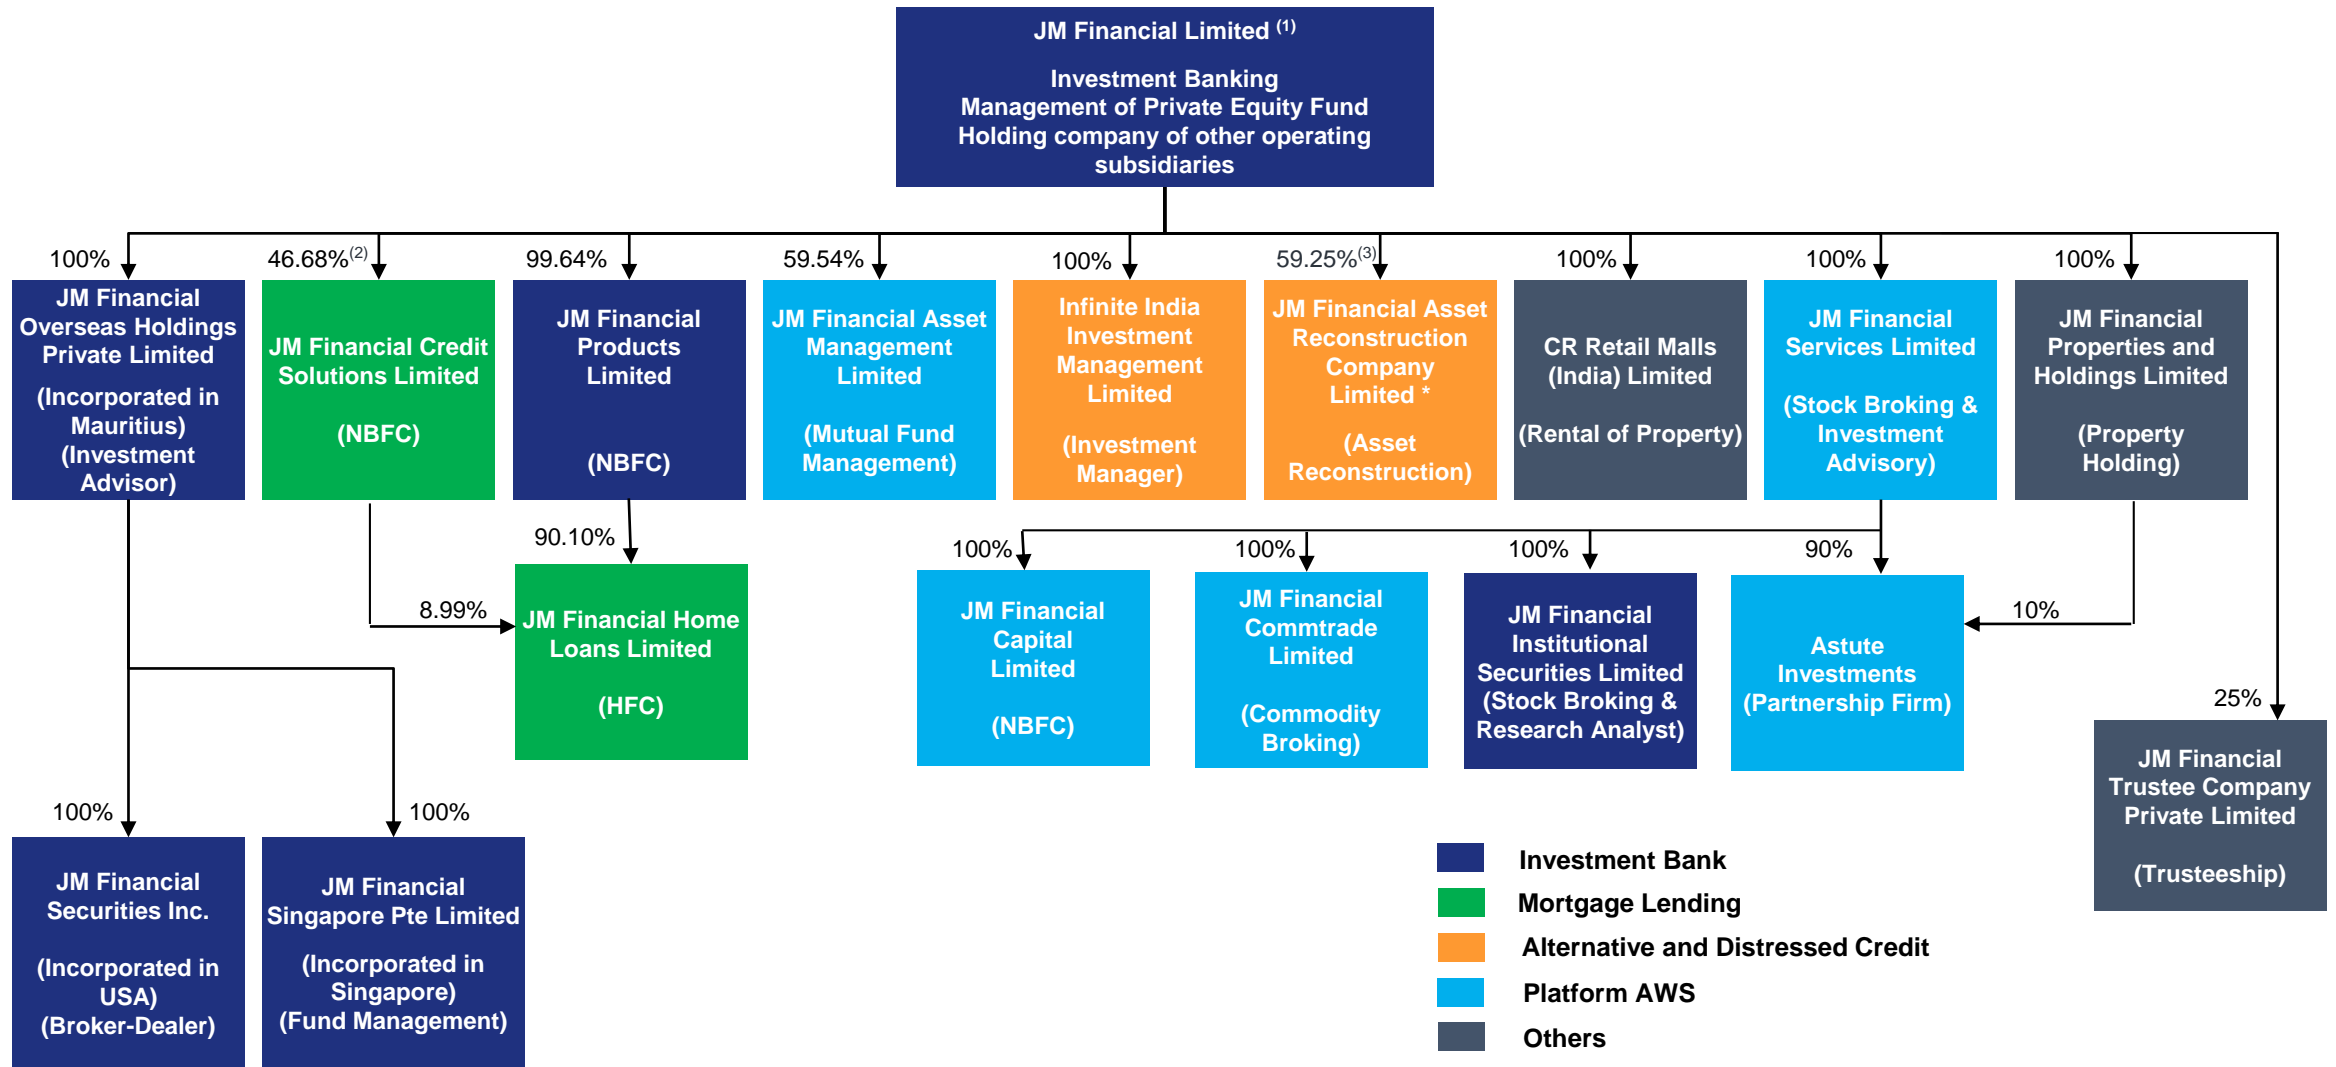 JM Financial Limited (1)
Investment Banking
Management of Private Equity Fund
Holding company of other operating
subsidiaries
100%
46.68%(2)
99.64%
59.54%
100%
59.25%(3)
100%
100%
100%
JM Financial
Overseas Holdings
Private Limited
(Incorporated in
Mauritius)
(Investment
Advisor)
JM Financial Credit
Solutions Limited
(NBFC)
JM Financial
Products
Limited
(NBFC)
JM Financial Asset
Management
Limited
(Mutual Fund
Management)
Infinite India
Investment
Management
Limited
(Investment
Manager)
JM Financial Asset
Reconstruction
Company
Limited *
(Asset
Reconstruction)
CR Retail Malls
(India) Limited
(Rental of Property)
JM Financial
Services Limited
(Stock Broking &
Investment
Advisory)
JM Financial
Properties and
Holdings Limited
(Property
Holding)
90.10%
8.99%
JM Financial Home
Loans Limited
(HFC)
100%
100%
100%
90%
10%
JM Financial
Capital
Limited
(NBFC)
JM Financial
Commtrade
Limited
(Commodity
Broking)
JM Financial
Institutional
Securities Limited
(Stock Broking &
Research Analyst)
Astute
Investments
(Partnership Firm)
25%
JM Financial
Trustee Company
Private Limited
(Trusteeship)
100%
100%
JM Financial
Securities Inc.
(Incorporated in
USA)
(Broker-Dealer)
JM Financial
Singapore Pte Limited
(Incorporated in
Singapore)
(Fund Management)
Investment Bank
Mortgage Lending
Alternative and Distressed Credit
Platform AWS
Others